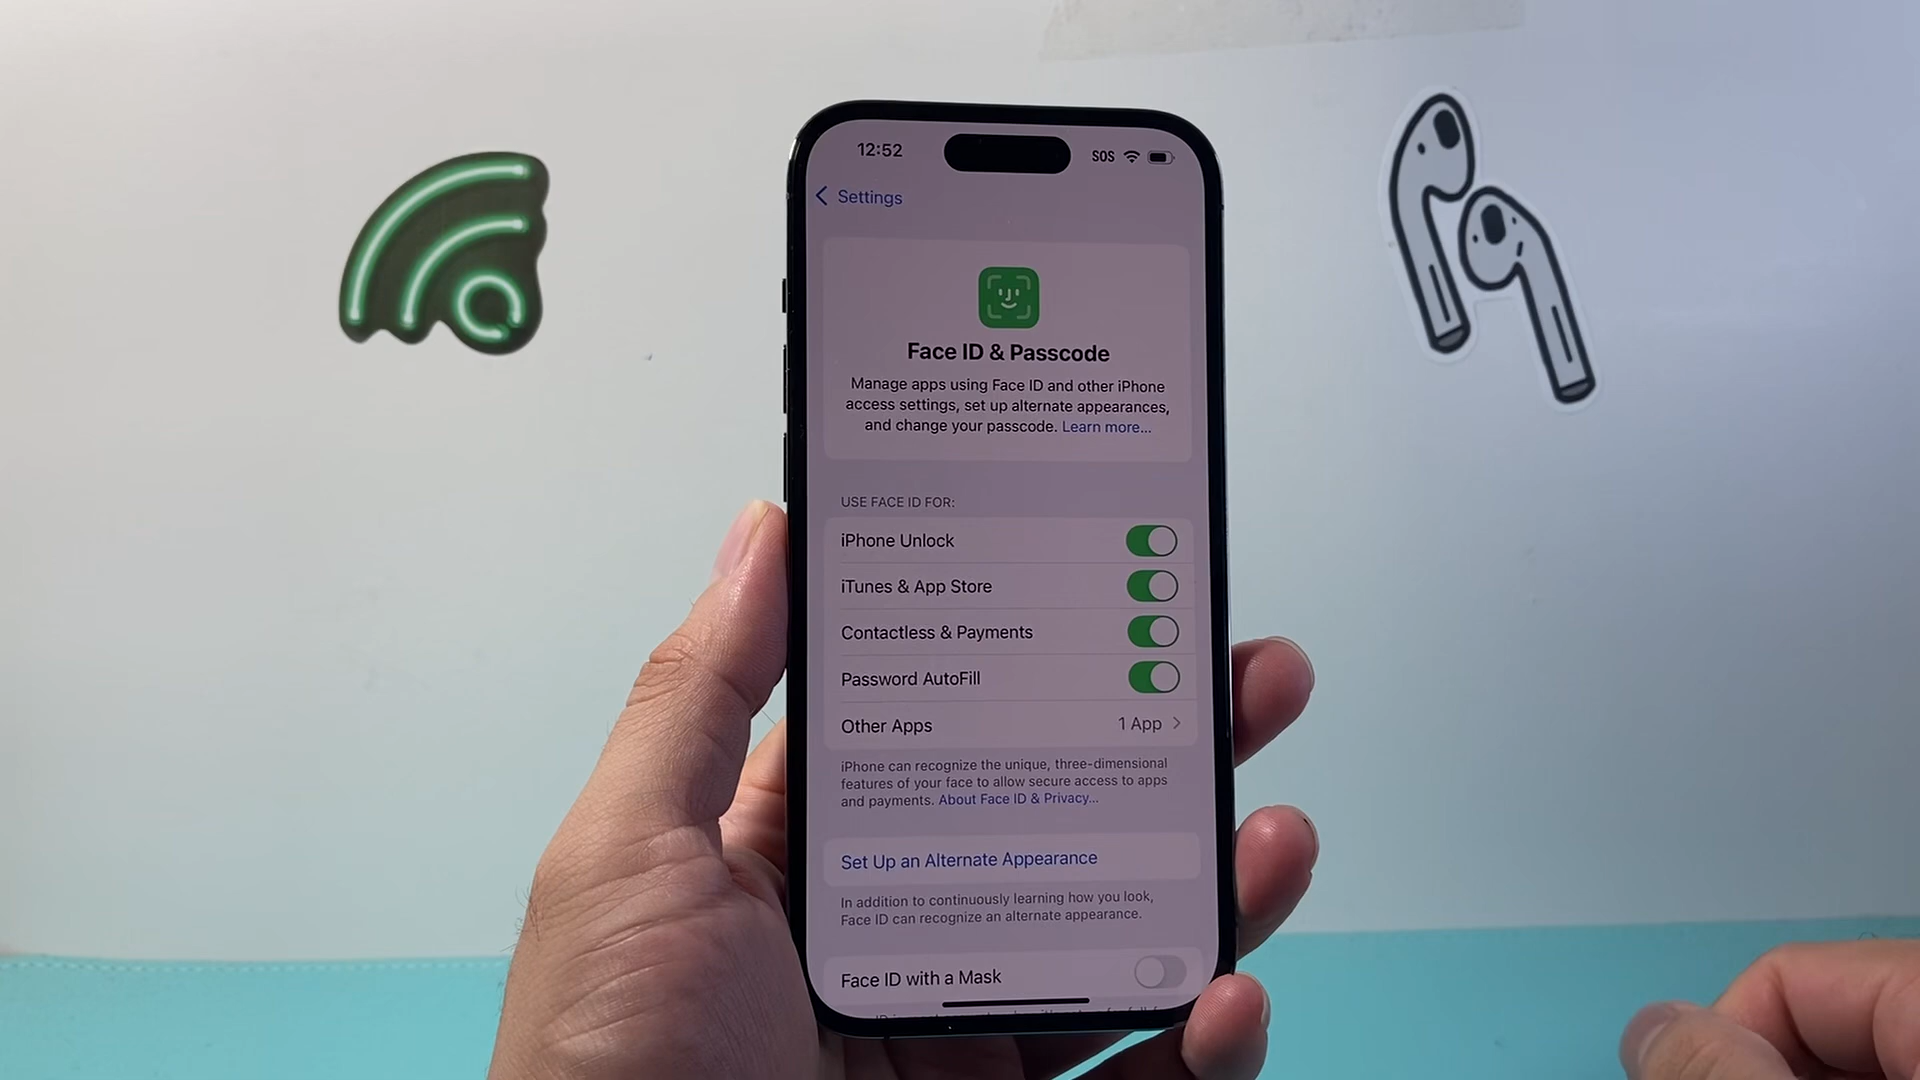 12:52
SOS
Settings
Face ID & Passcode
Manage apps using Face ID and other iPhone
access settings, set up alternate appearances,
and change your passcode. Learn more...
USE FACE ID FOR:
iPhone Unlock
iTunes & App Store
Contactless & Payments
Password AutoFill
Other Apps 1 App
iPhone can recognize the unique, three-dimensional
features of your face to allow secure access to apps
and payments. About Face ID & Privacy...
Set Up an Alternate Appearance
In addition to continuously learning how you look,
Face ID can recognize an alternate appearance.
Face ID with a Mask